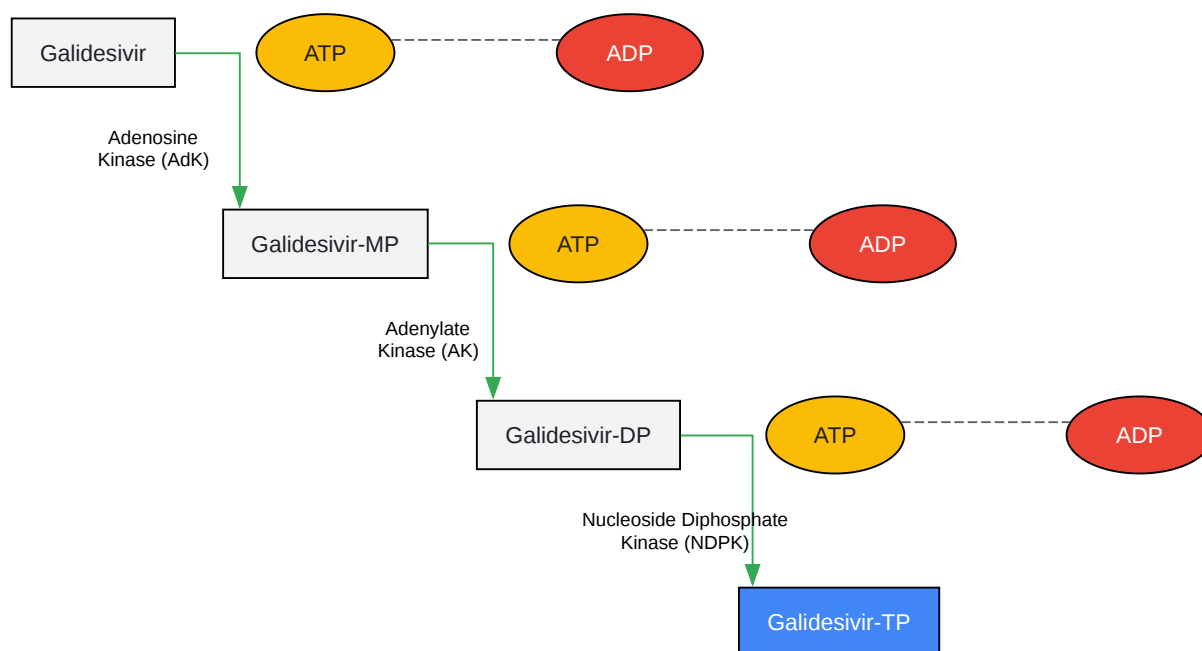 Galidesivir
ATP
ADP
Adenosine
Kinase (AdK)
Galidesivir-MP
ATP
ADP
Adenylate
Kinase (AK)
Galidesivir-DP
ATP
ADP
Nucleoside Diphosphate
Kinase (NDPK)
Galidesivir-TP